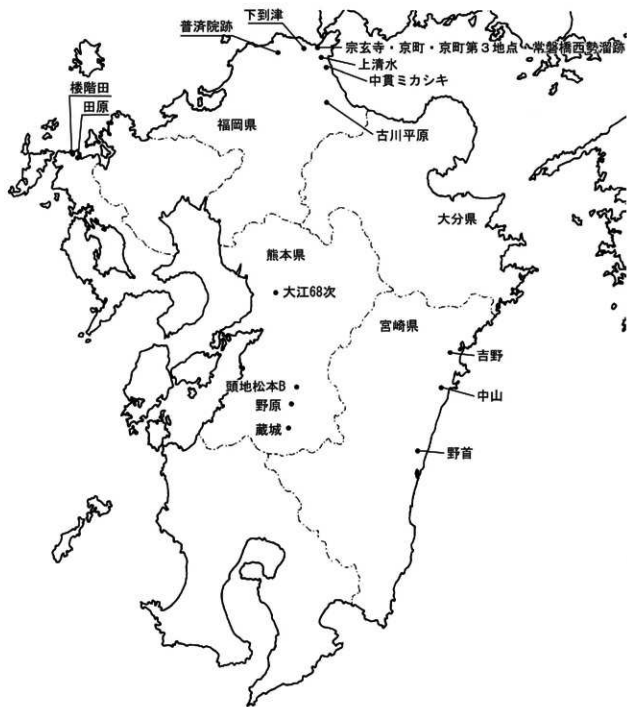 下到津
普済院跡
宗玄寺・京町・京町第３地点・常磐橋西勢溜跡
上清水
中貫ミカシキ
楼階田
田原
福岡県
古川平原
大分県
熊本県
大江68次
宮崎県
吉野
頭地松本B
中山
野原
蔵城
野首